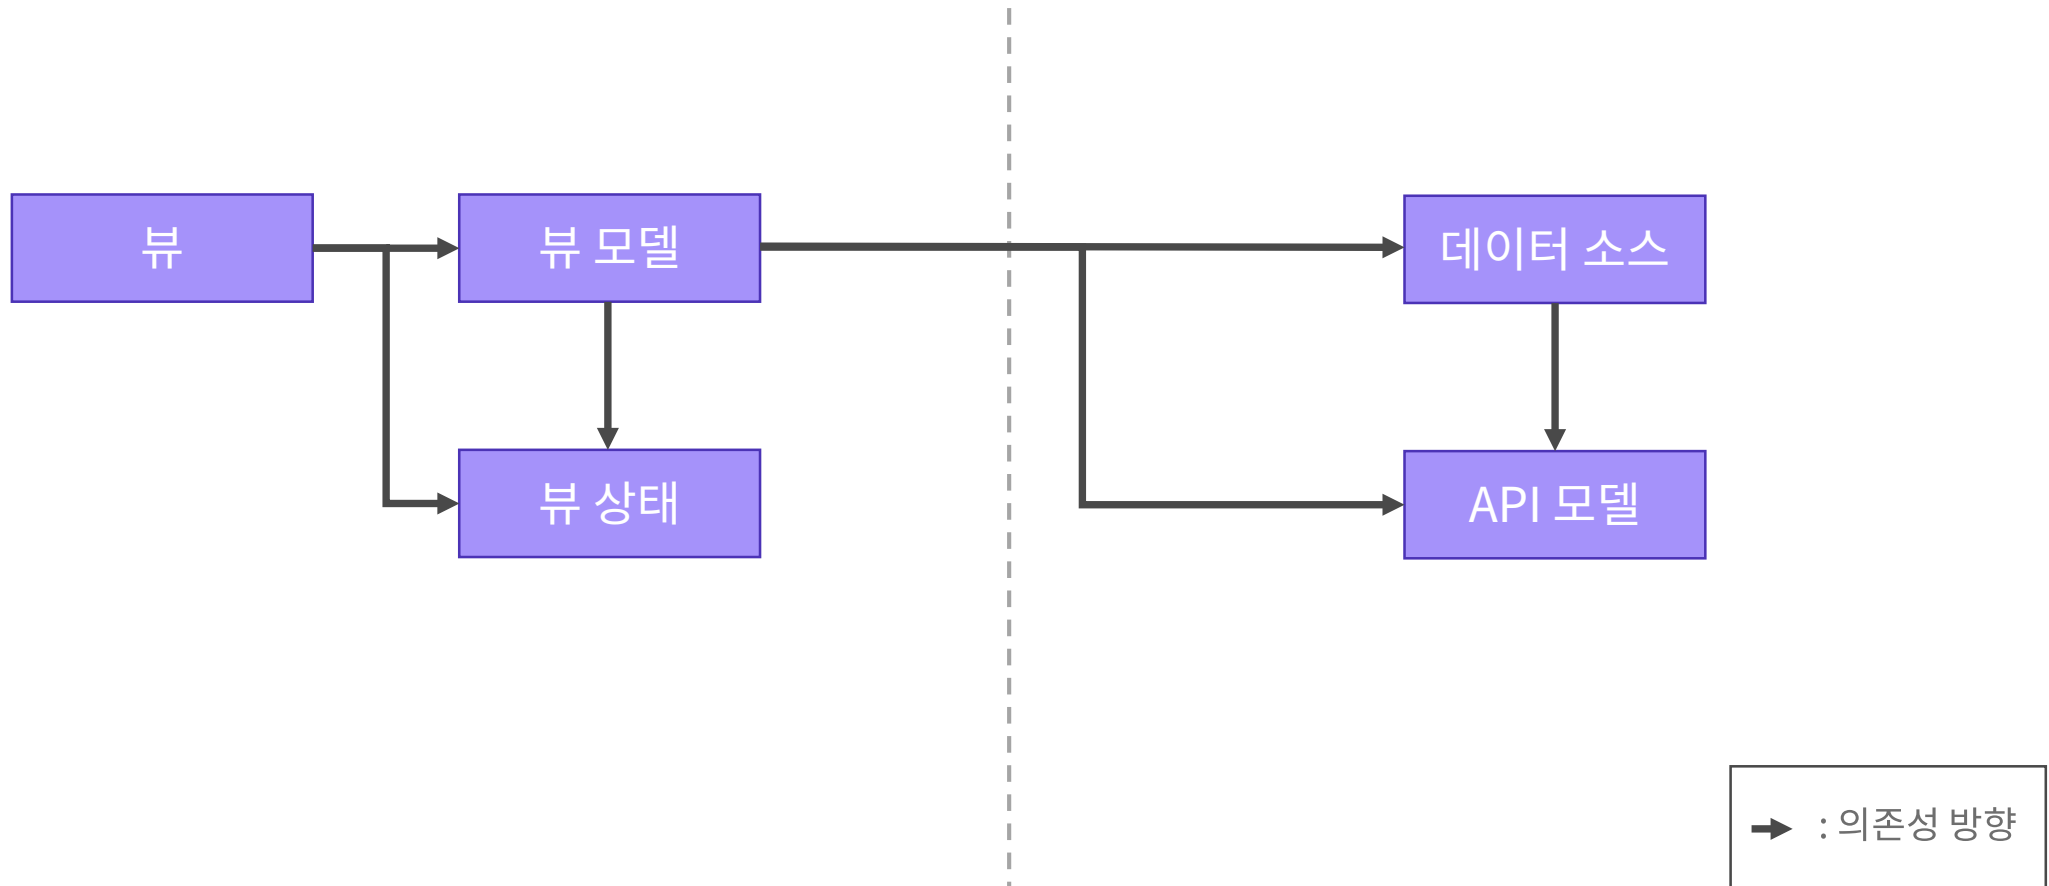 뷰
뷰 모델
데이터 소스
뷰 상태
API 모델
: 의존성 방향